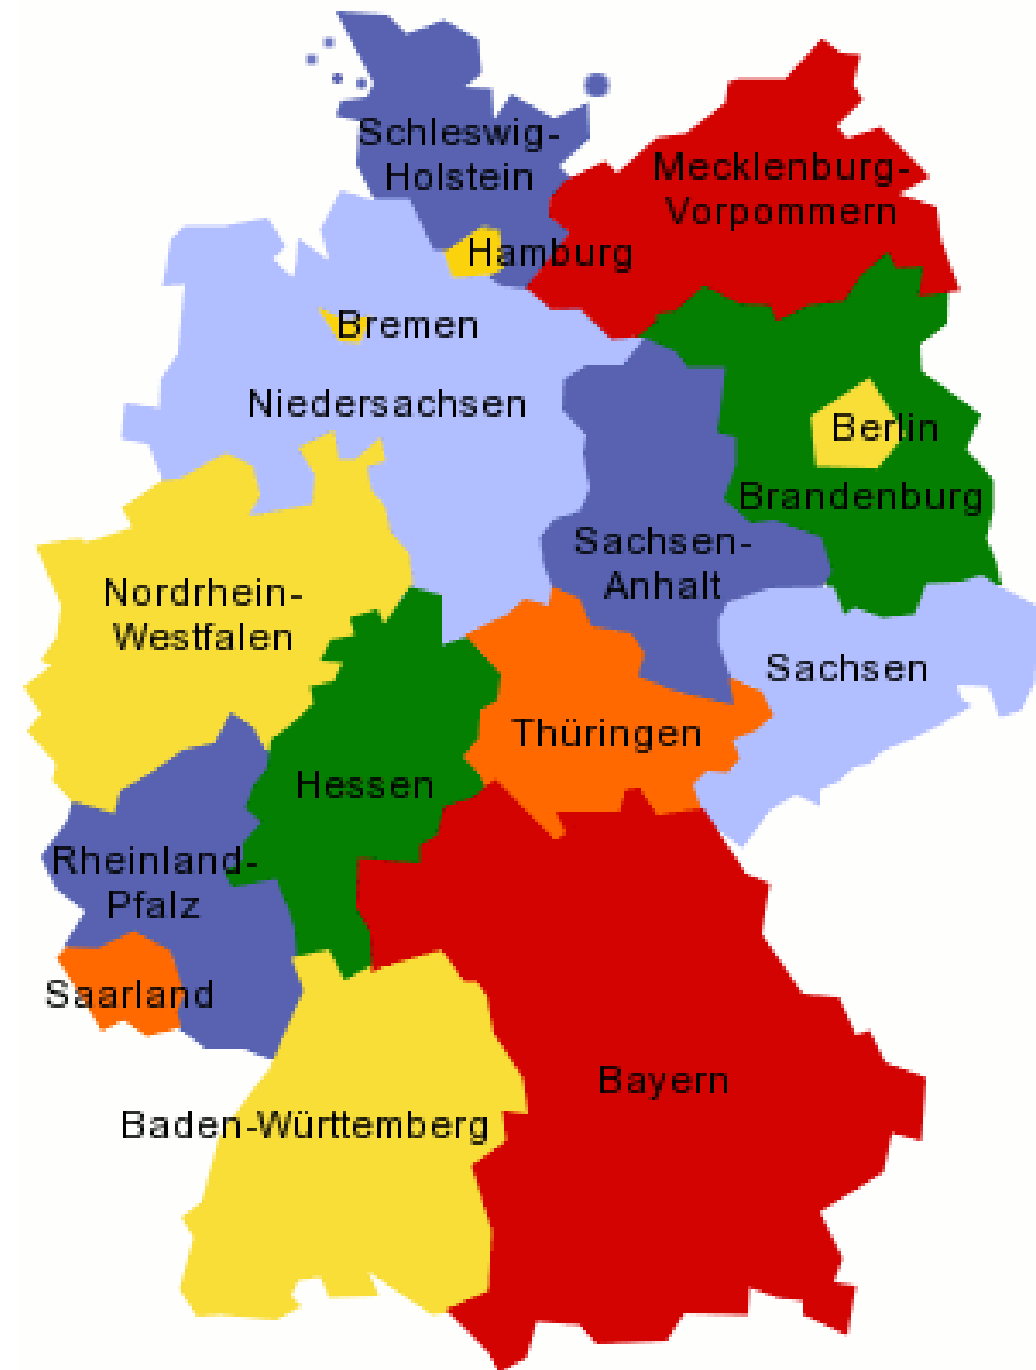 Schleswig-
Holstein
Mecklenburg-
Vorpommern
Hamburg
Bremen
Niedersachsen
Berlin
Brandenburg
Sachsen-
Anhalt
Nordrhein-
Westfalen
Sachsen
Thüringen
Hessen
Rheinland-
Pfalz
Saarland
Bayern
Baden-Württemberg